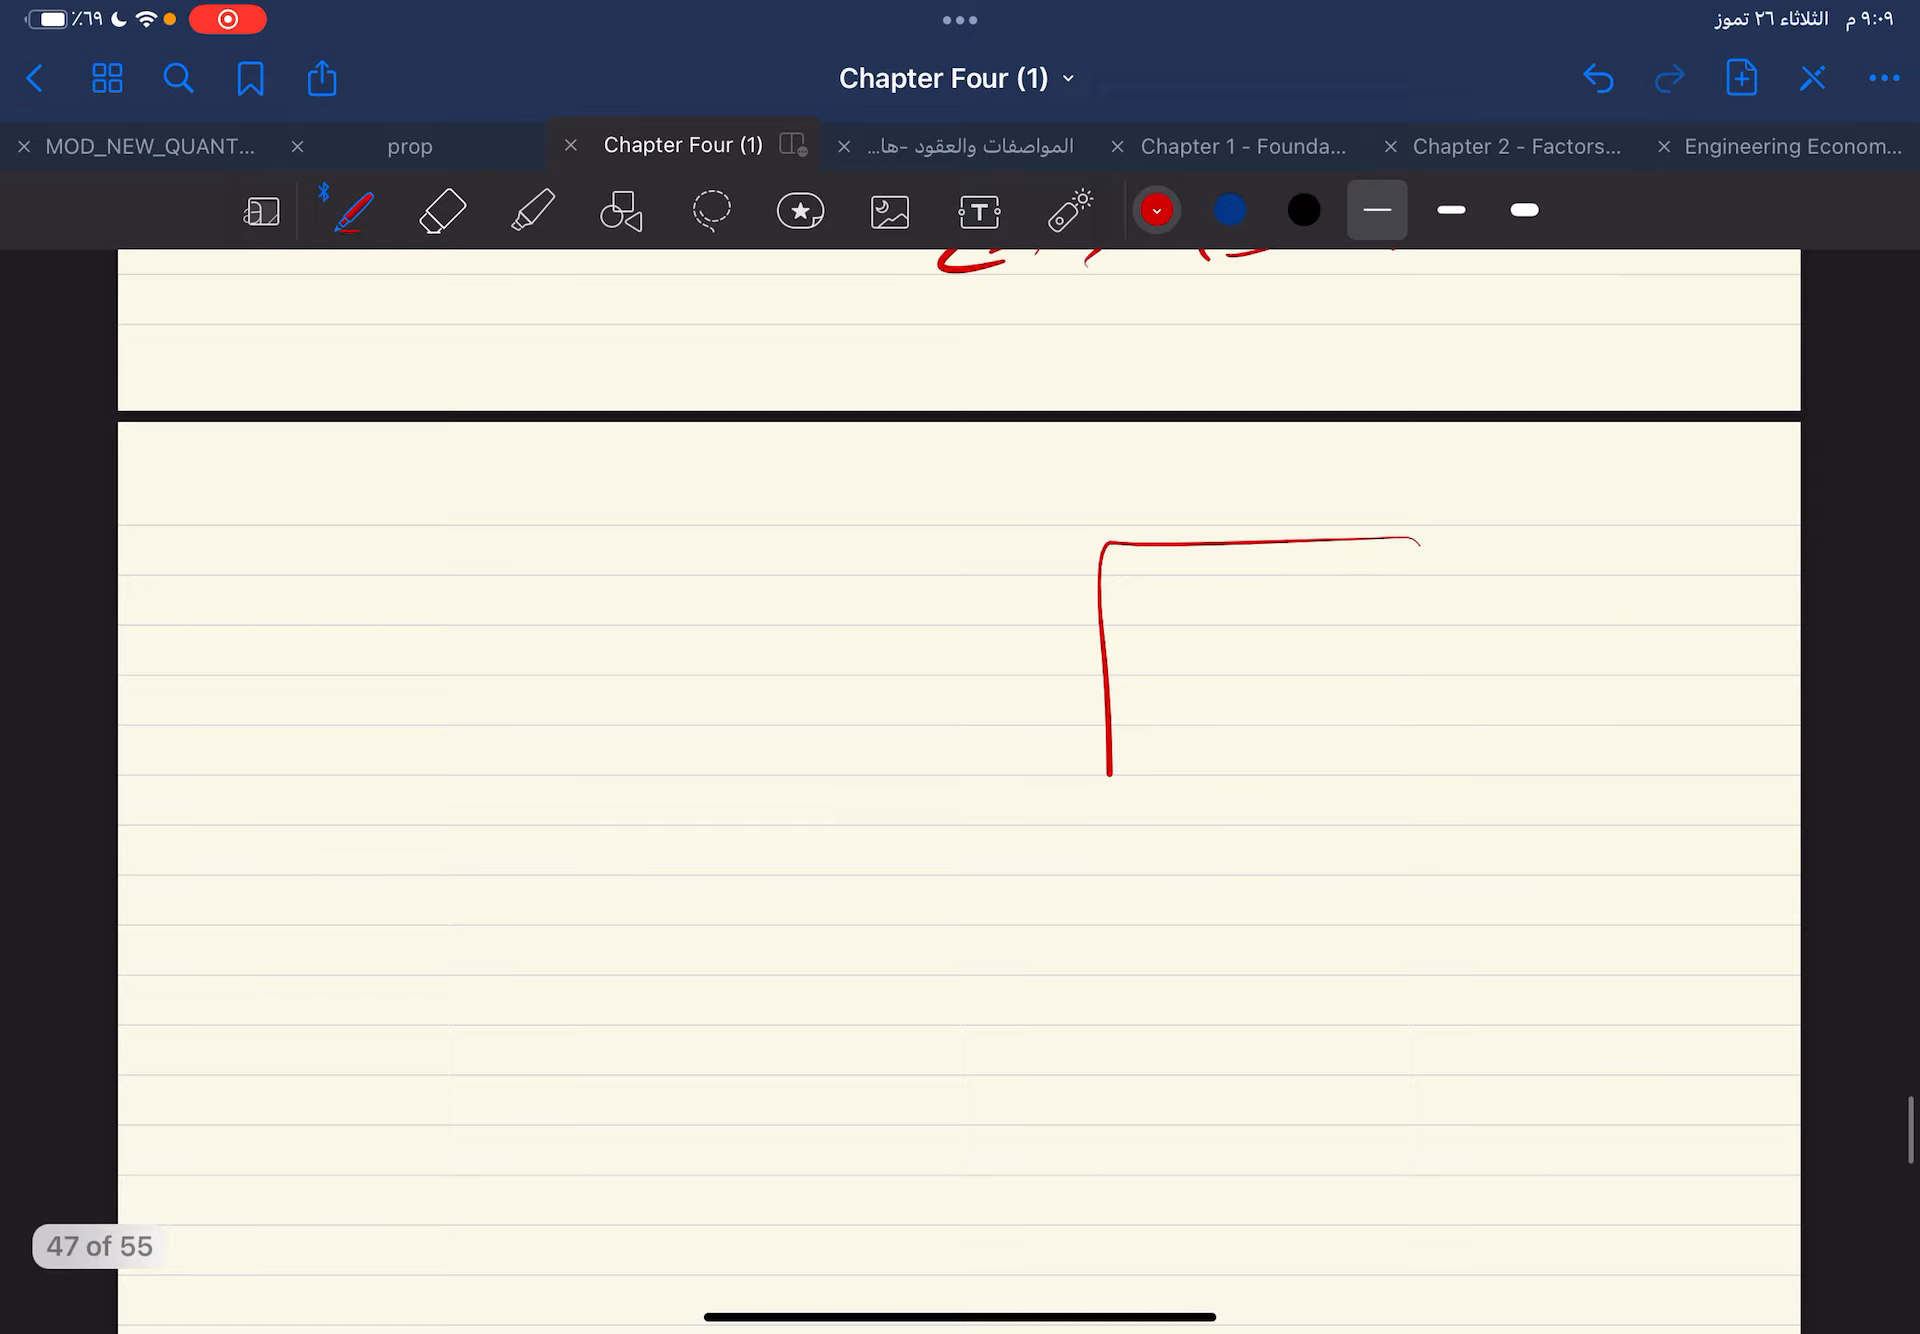 ٪٦٩
٩:٠٩ م الثلاثاء ٢٦ تموز
Chapter Four (1)
MOD_NEW_QUANT...
prop
Chapter Four (1)
المواصفات والعقود -ها...
Chapter 1 - Founda...
Chapter 2 - Factors...
Engineering Econom...
47 of 55